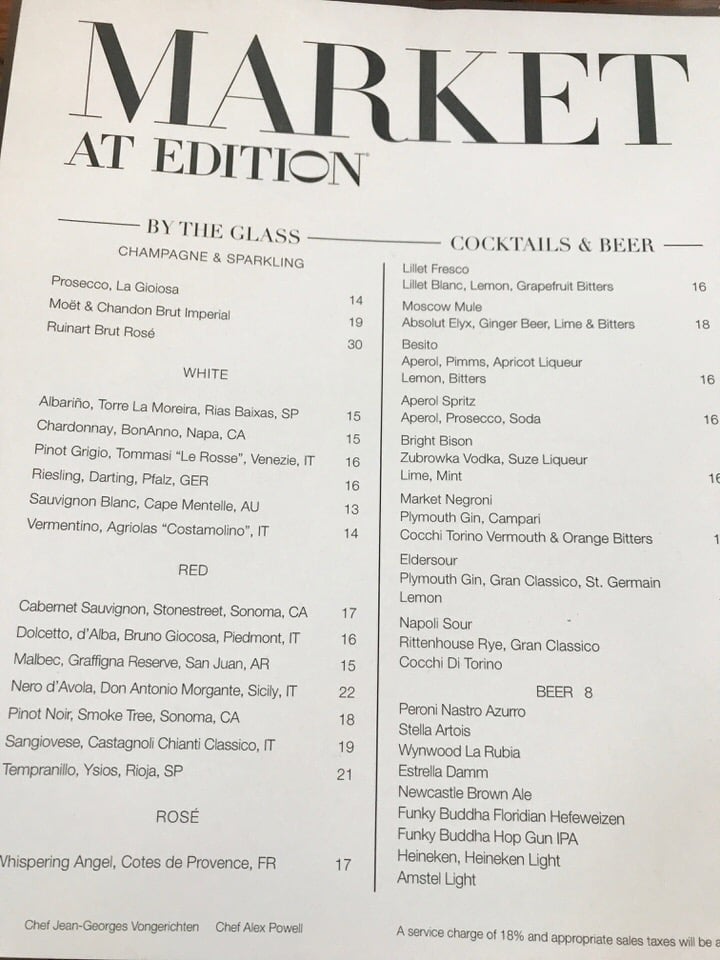 MARKET
AT EDITION
BY THE GLASS
CHAMPAGNE & SPARKLING
Prosecco, La Gioiosa 14
Moët & Chandon Brut Imperial 19
Ruinart Brut Rosé 30
WHITE
Albariño, Torre La Moreira, Rias Baixas, SP 15
Chardonnay, BonAnno, Napa, CA 15
Pinot Grigio, Tommasi “Le Rosse”, Venezie, IT 16
Riesling, Darting, Pfalz, GER 16
Sauvignon Blanc, Cape Mentelle, AU 13
Vermentino, Agriolas “Costamolino”, IT 14
RED
Cabernet Sauvignon, Stonestreet, Sonoma, CA 17
Dolcetto, d’Alba, Bruno Giocosa, Piedmont, IT 16
Malbec, Graffigna Reserve, San Juan, AR 15
Nero d’Avola, Don Antonio Morgante, Sicily, IT 22
Pinot Noir, Smoke Tree, Sonoma, CA 18
Sangiovese, Castagnoli Chianti Classico, IT 19
Tempranillo, Ysios, Rioja, SP 21
ROSÉ
Whispering Angel, Cotes de Provence, FR 17
COCKTAILS & BEER
Lillet Fresco
Lillet Blanc, Lemon, Grapefruit Bitters 16
Moscow Mule
Absolut Elyx, Ginger Beer, Lime & Bitters 18
Besito
Aperol, Pimms, Apricot Liqueur
Lemon, Bitters 16
Aperol Spritz
Aperol, Prosecco, Soda 16
Bright Bison
Zubrowka Vodka, Suze Liqueur
Lime, Mint 16
Market Negroni
Plymouth Gin, Campari
Cocchi Torino Vermouth & Orange Bitters
Eldersour
Plymouth Gin, Gran Classico, St. Germain
Lemon
Napoli Sour
Rittenhouse Rye, Gran Classico
Cocchi Di Torino
BEER 8
Peroni Nastro Azurro
Stella Artois
Wynwood La Rubia
Estrella Damm
Newcastle Brown Ale
Funky Buddha Floridian Hefeweizen
Funky Buddha Hop Gun IPA
Heineken, Heineken Light
Amstel Light
Chef Jean-Georges Vongerichten Chef Alex Powell
A service charge of 18% and appropriate sales taxes will be